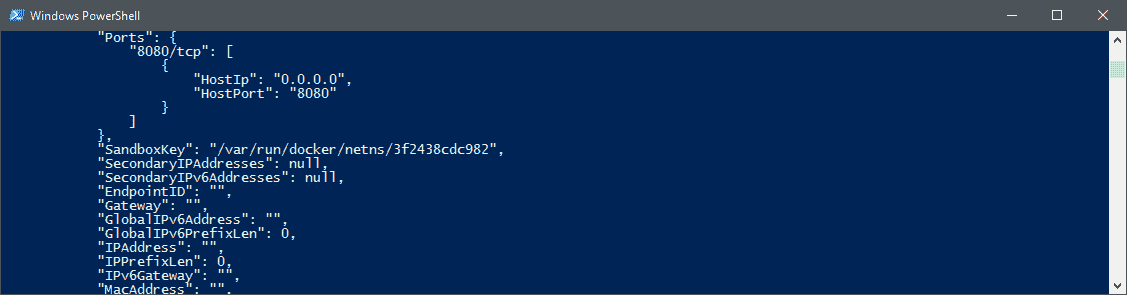 Windows PowerShell
"Ports": {
"8080/tcp": [
{
"HostIp": "0.0.0.0",
"HostPort": "8080"
}
]
},
"SandboxKey": "/var/run/docker/netns/3f2438cdc982",
"SecondaryIPAddresses": null,
"SecondaryIPv6Addresses": null,
"EndpointID": "",
"Gateway": "",
"GlobalIPv6Address": "",
"GlobalIPv6PrefixLen": 0,
"IPAddress": "",
"IPPrefixLen": 0,
"IPv6Gateway": "",
"MacAddress": "",